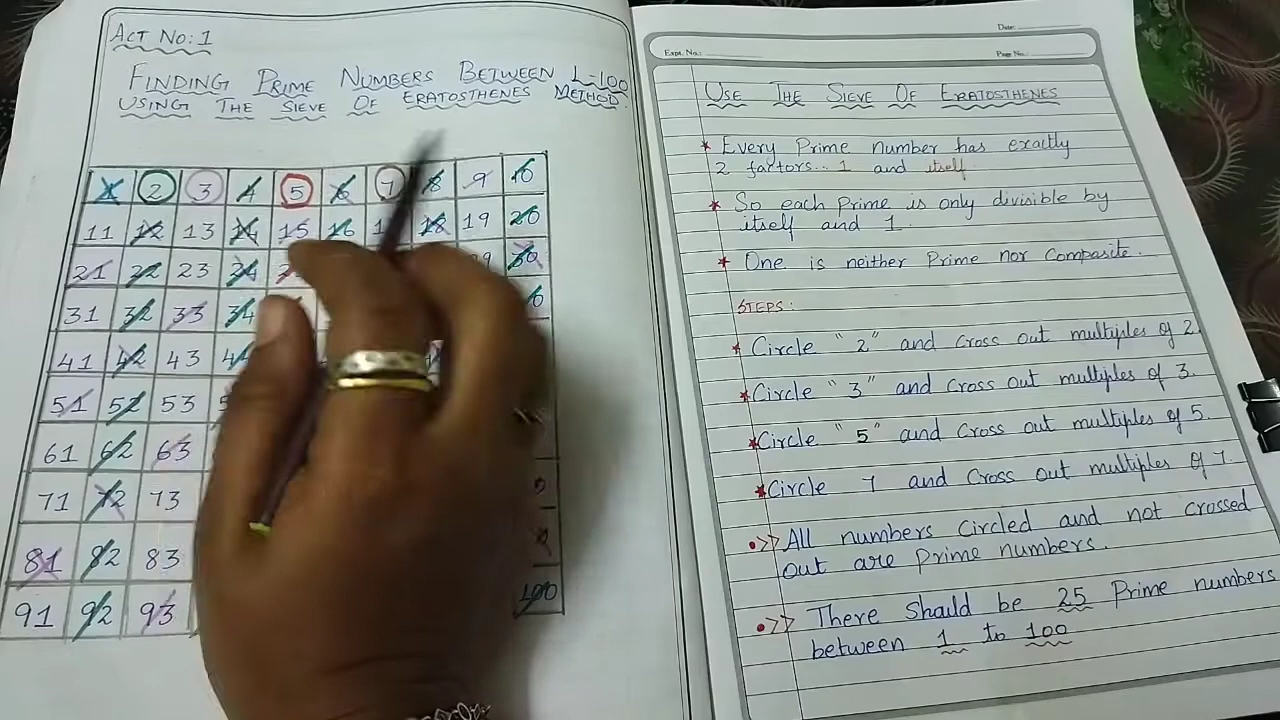 ACT NO: 1
FINDING PRIME NUMBERS BETWEEN 1-100
USING THE SIEVE OF ERATOSTHENES METHOD.
1 2 3 4 5 6 7 8 9 10
11 12 13 14 15 16 18 19 20
21 22 23 24 30
31 32 33 34
41 42 43
51 52 53
61 62 63
71 72 73
81 82 83
91 92 93 100
Date:
Expt. No.: Page No.:
USE THE SIEVE OF ERATOSTHENES
* Every Prime number has exactly
2 factors.. 1 and itself.
* So each Prime is only divisible by
itself and 1.
* One is neither Prime nor Composite.
STEPS:
* Circle "2" and Cross out multiples of 2.
* Circle "3" and Cross out multiples of 3.
* Circle "5" and Cross out multiples of 5.
* Circle 7 and Cross out multiples of 7.
•>> All numbers Circled and not crossed
out are Prime numbers.
•>> There should be 25 Prime numbers
between 1 to 100